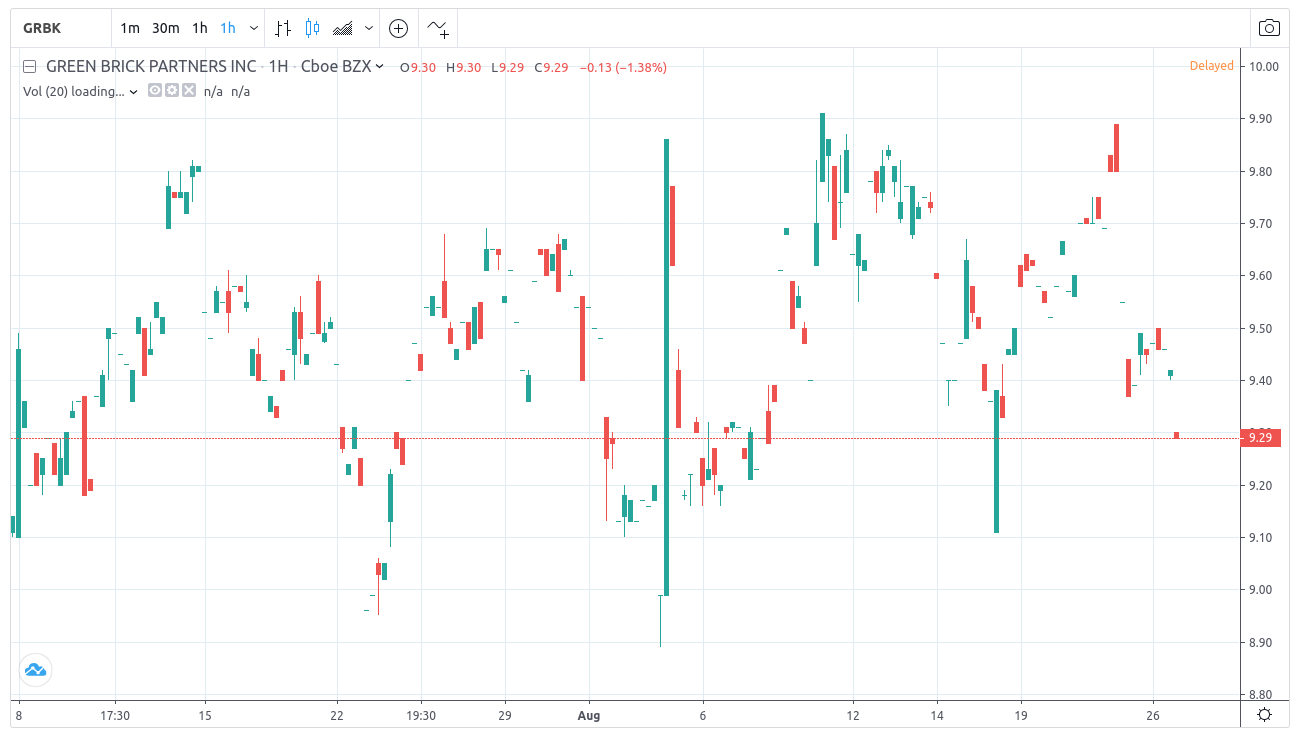 GRBK 1m 30m 1h 1h
GREEN BRICK PARTNERS INC · 1H · Cboe BZX O9.30 H9.30 L9.29 C9.29 −0.13 (−1.38%)
Delayed
Vol (20) loading... n/a n/a
10.00
9.90
9.80
9.70
9.60
9.50
9.40
9.30
9.29
9.20
9.10
9.00
8.90
8.80
8 17:30 15 22 19:30 29 Aug 6 12 14 19 26